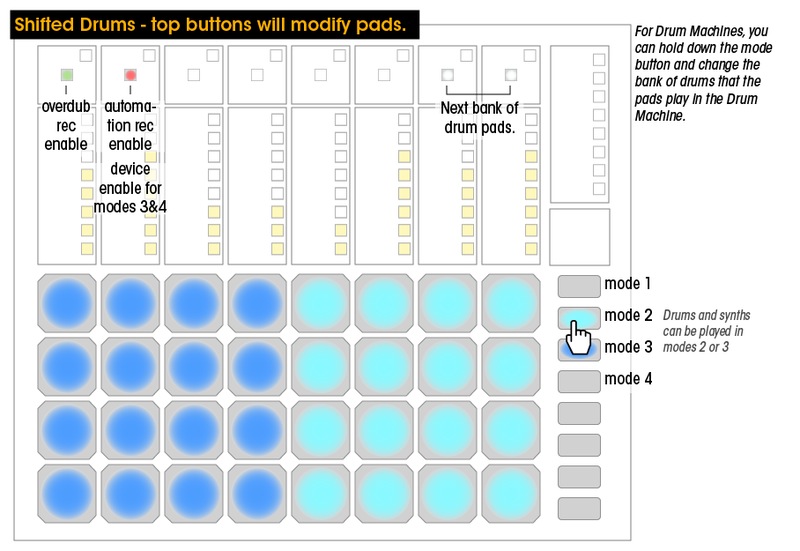 Shifted Drums - top buttons will modify pads.
For Drum Machines, you
can hold down the mode
button and change the
bank of drums that the
pads play in the Drum
Machine.
overdub
rec
enable
automa-
tion rec
enable
device
enable for
modes 3&4
Next bank of
drum pads.
mode 1
mode 2
mode 3
mode 4
Drums and synths
can be played in
modes 2 or 3